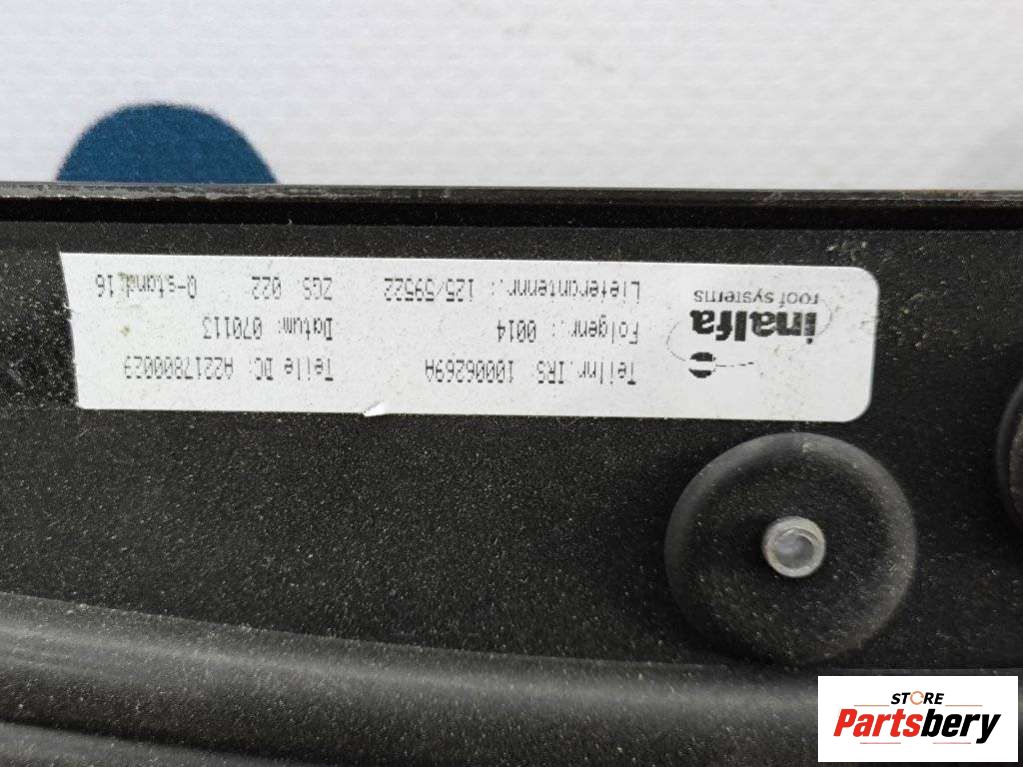 inalfa
roof systems
Teilnr. IRS 10006269A Teile DC: A2217800029
Folgenr.: 0014 Datum: 070113
Lieferantennr.: 125/59522 ZGS 022 Q-stand:16
STORE
Partsbery